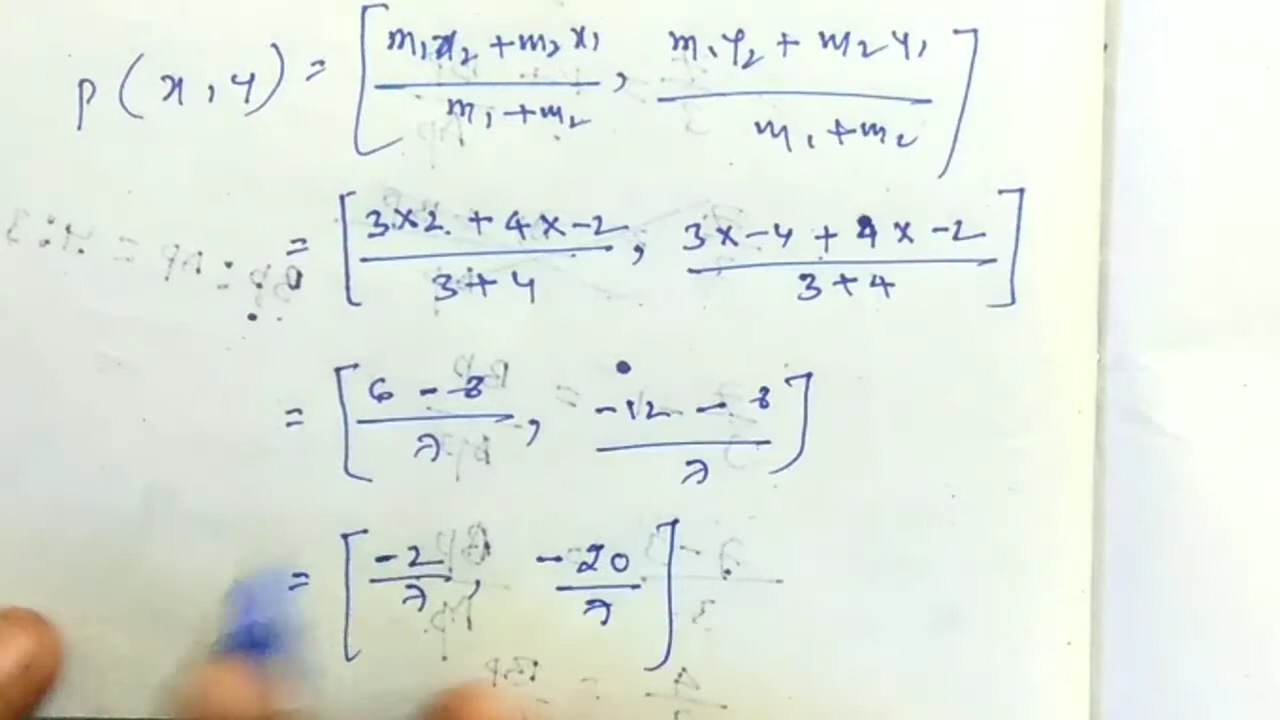 P(x, y) = [ (m₁x₂ + m₂x₁)/(m₁ + m₂), (m₁y₂ + m₂y₁)/(m₁ + m₂) ]
= [ (3×2 + 4×-2)/(3+4), (3×-4 + 4×-2)/(3+4) ]
= [ (6 - 8)/7, (-12 - 8)/7 ]
= [ -2/7, -20/7 ]